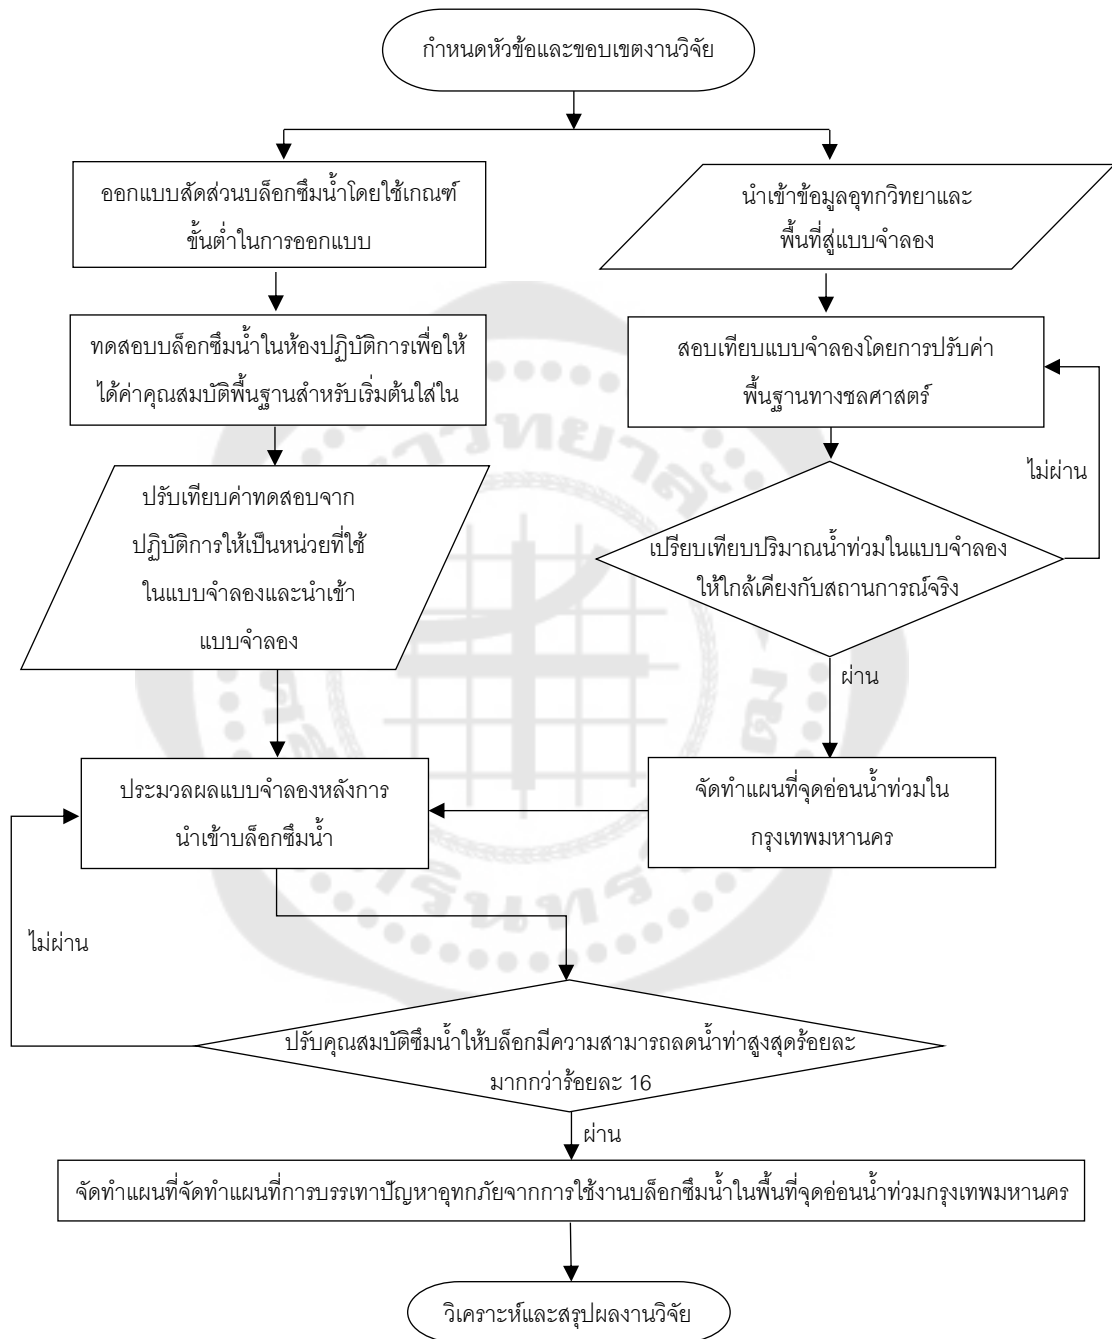 กำหนดหัวข้อและขอบเขตงานวิจัย
ออกแบบสัดส่วนบล็อกซึมน้ำโดยใช้เกณฑ์
ขั้นต่ำในการออกแบบ
นำเข้าข้อมูลอุทกวิทยาและ
พื้นที่สู่แบบจำลอง
ทดสอบบล็อกซึมน้ำในห้องปฏิบัติการเพื่อให้
ได้ค่าคุณสมบัติพื้นฐานสำหรับเริ่มต้นใส่ใน
สอบเทียบแบบจำลองโดยการปรับค่า
พื้นฐานทางชลศาสตร์
ไม่ผ่าน
ปรับเทียบค่าทดสอบจาก
ปฏิบัติการให้เป็นหน่วยที่ใช้
ในแบบจำลองและนำเข้า
แบบจำลอง
เปรียบเทียบปริมาณน้ำท่วมในแบบจำลอง
ให้ใกล้เคียงกับสถานการณ์จริง
ผ่าน
ประมวลผลแบบจำลองหลังการ
นำเข้าบล็อกซึมน้ำ
จัดทำแผนที่จุดอ่อนน้ำท่วมใน
กรุงเทพมหานคร
ไม่ผ่าน
ปรับคุณสมบัติซึมน้ำให้บล็อกมีความสามารถลดน้ำท่าสูงสุดร้อยละ
มากกว่าร้อยละ 16
ผ่าน
จัดทำแผนที่จัดทำแผนที่การบรรเทาปัญหาอุทกภัยจากการใช้งานบล็อกซึมน้ำในพื้นที่จุดอ่อนน้ำท่วมกรุงเทพมหานคร
วิเคราะห์และสรุปผลงานวิจัย